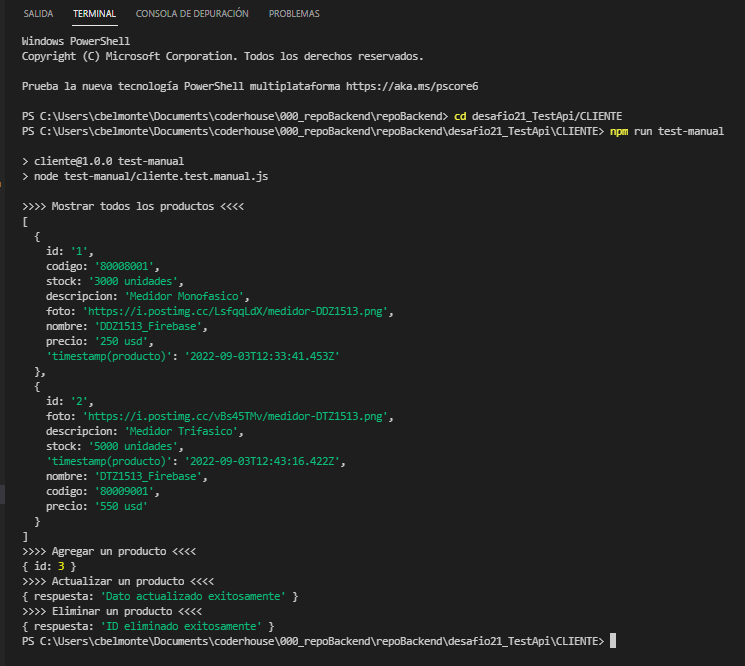 SALIDA TERMINAL CONSOLA DE DEPURACIÓN PROBLEMAS
Windows PowerShell
Copyright (C) Microsoft Corporation. Todos los derechos reservados.
Prueba la nueva tecnología PowerShell multiplataforma https://aka.ms/pscore6
PS C:\Users\cbelmonte\Documents\coderhouse\000_repoBackend\repoBackend> cd desafio21_TestApi/CLIENTE
PS C:\Users\cbelmonte\Documents\coderhouse\000_repoBackend\repoBackend\desafio21_TestApi\CLIENTE> npm run test-manual
> cliente@1.0.0 test-manual
> node test-manual/cliente.test.manual.js
>>>> Mostrar todos los productos <<<<
[
  {
    id: '1',
    codigo: '80008001',
    stock: '3000 unidades',
    descripcion: 'Medidor Monofasico',
    foto: 'https://i.postimg.cc/LsfqqLdX/medidor-DDZ1513.png',
    nombre: 'DDZ1513_Firebase',
    precio: '250 usd',
    'timestamp(producto)': '2022-09-03T12:33:41.453Z'
  },
  {
    id: '2',
    foto: 'https://i.postimg.cc/vBs45TMv/medidor-DTZ1513.png',
    descripcion: 'Medidor Trifasico',
    stock: '5000 unidades',
    'timestamp(producto)': '2022-09-03T12:43:16.422Z',
    nombre: 'DTZ1513_Firebase',
    codigo: '80009001',
    precio: '550 usd'
  }
]
>>>> Agregar un producto <<<<
{ id: 3 }
>>>> Actualizar un producto <<<<
{ respuesta: 'Dato actualizado exitosamente' }
>>>> Eliminar un producto <<<<
{ respuesta: 'ID eliminado exitosamente' }
PS C:\Users\cbelmonte\Documents\coderhouse\000_repoBackend\repoBackend\desafio21_TestApi\CLIENTE>